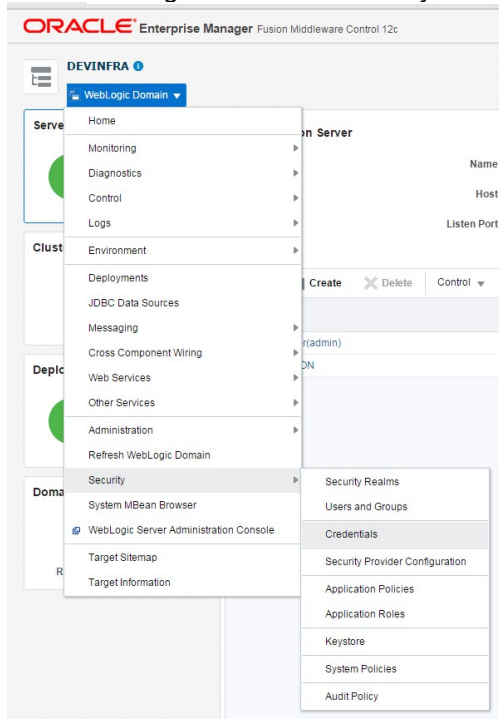 ORACLE Enterprise Manager Fusion Middleware Control 12c
DEVINFRA
WebLogic Domain
Home
Monitoring
Diagnostics
Control
Logs
Environment
Deployments
JDBC Data Sources
Messaging
Cross Component Wiring
Web Services
Other Services
Administration
Refresh WebLogic Domain
Security
System MBean Browser
WebLogic Server Administration Console
Target Sitemap
Target Information
Security Realms
Users and Groups
Credentials
Security Provider Configuration
Application Policies
Application Roles
Keystore
System Policies
Audit Policy
Serve
Clust
Deplo
Doma
R
on Server
Name
Host
Listen Port
Create Delete Control
r(admin)
ON